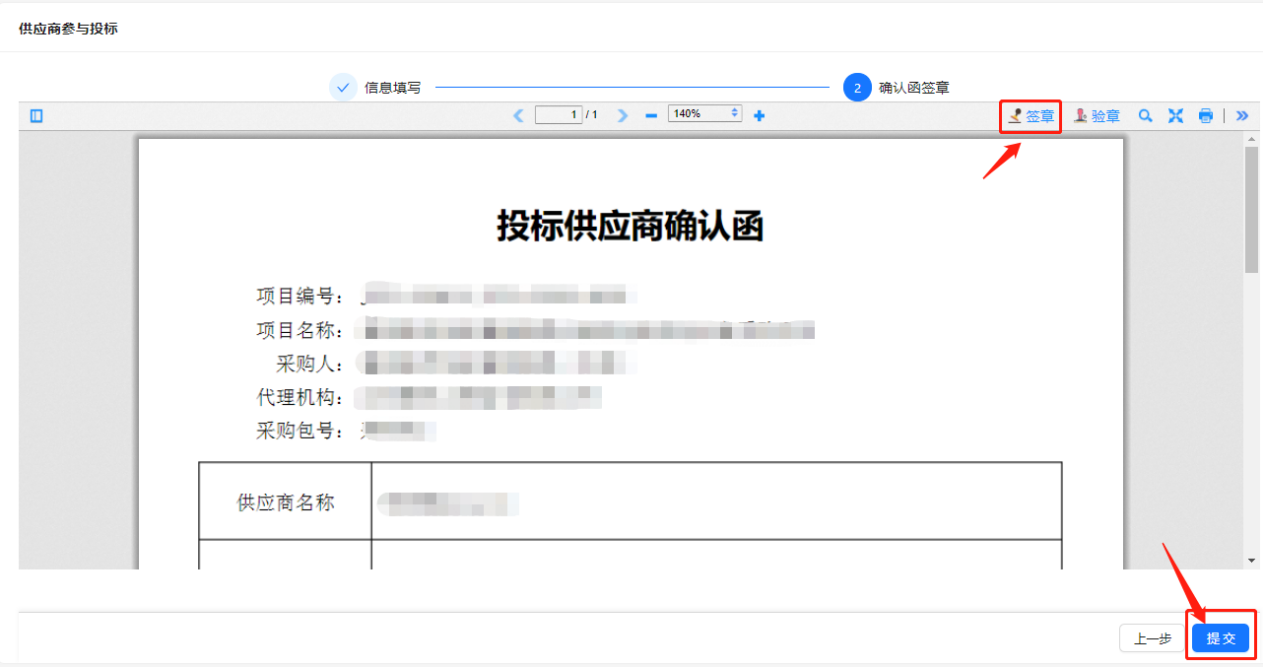 供应商参与投标
信息填写 2 确认函签章
1 / 1 140% 签章 验章
投标供应商确认函
项目编号：
项目名称：
采购人：
代理机构：
采购包号：
供应商名称
上一步 提交